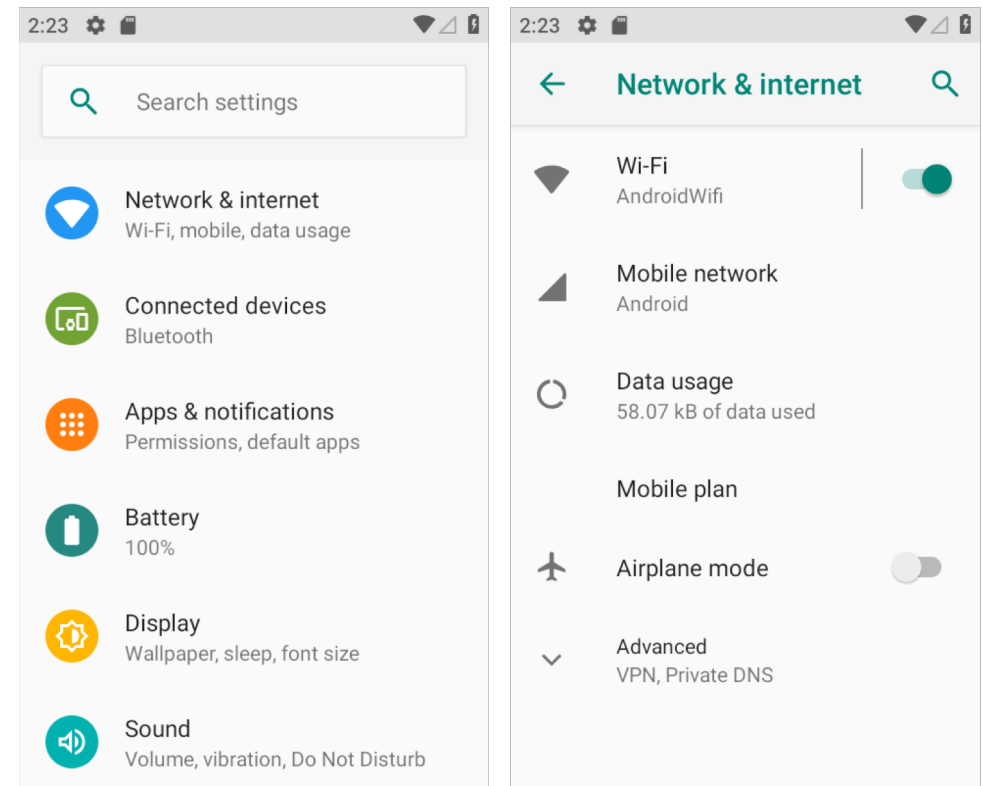 2:23
Search settings
Network & internet
Wi-Fi, mobile, data usage
Connected devices
Bluetooth
Apps & notifications
Permissions, default apps
Battery
100%
Display
Wallpaper, sleep, font size
Sound
Volume, vibration, Do Not Disturb
2:23
Network & internet
Wi-Fi
AndroidWifi
Mobile network
Android
Data usage
58.07 kB of data used
Mobile plan
Airplane mode
Advanced
VPN, Private DNS